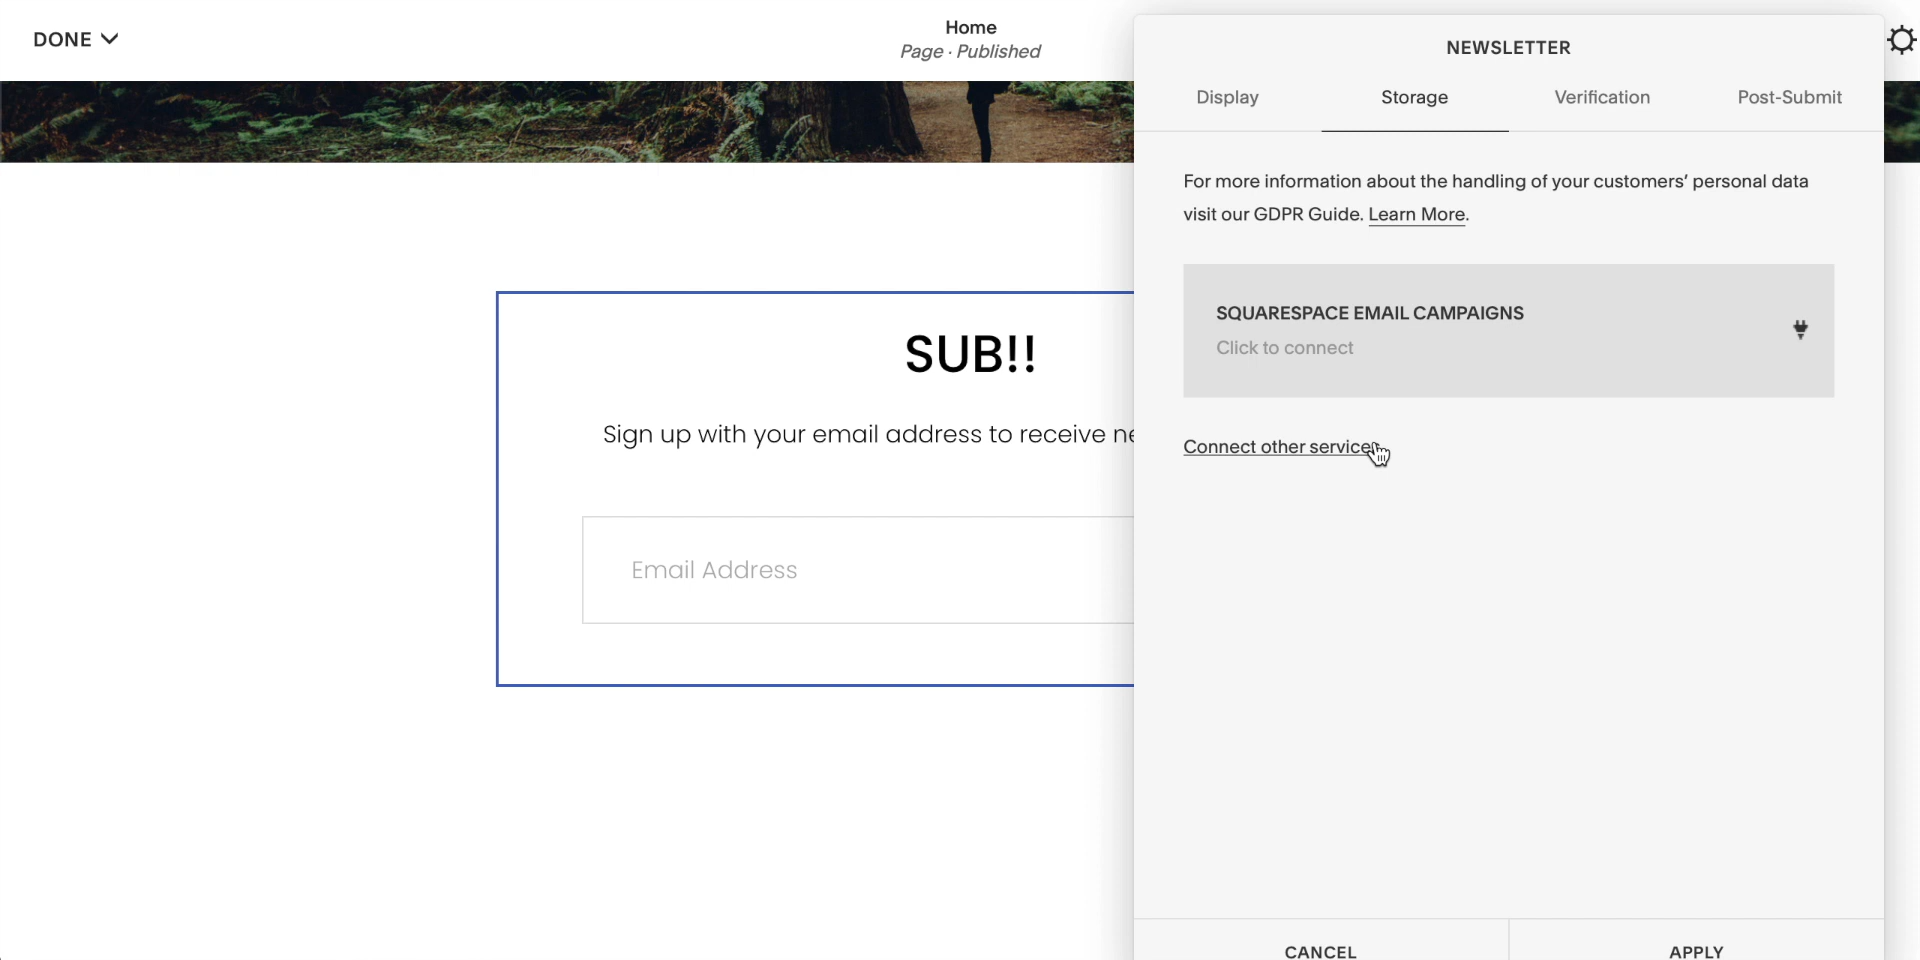 DONE
Home
Page · Published
NEWSLETTER
Display
Storage
Verification
Post-Submit
For more information about the handling of your customers’ personal data
visit our GDPR Guide. Learn More.
SQUARESPACE EMAIL CAMPAIGNS
Click to connect
Connect other
SUB!!
Sign up with your email address to receive
Email Address
CANCEL
APPLY